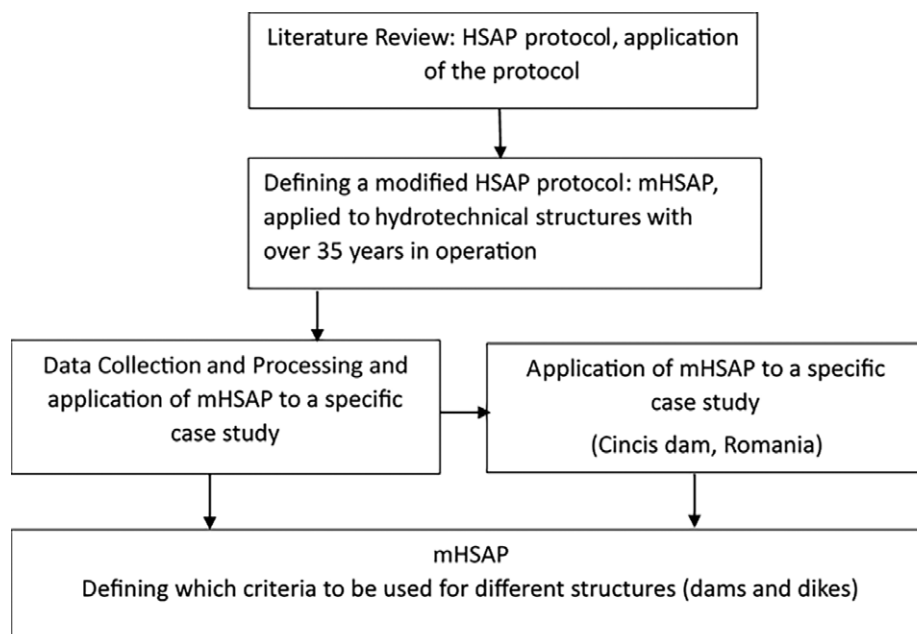 Literature Review: HSAP protocol, application
of the protocol
Defining a modified HSAP protocol: mHSAP,
applied to hydrotechnical structures with
over 35 years in operation
Data Collection and Processing and
application of mHSAP to a specific
case study
Application of mHSAP to a specific
case study
(Cincis dam, Romania)
mHSAP
Defining which criteria to be used for different structures (dams and dikes)